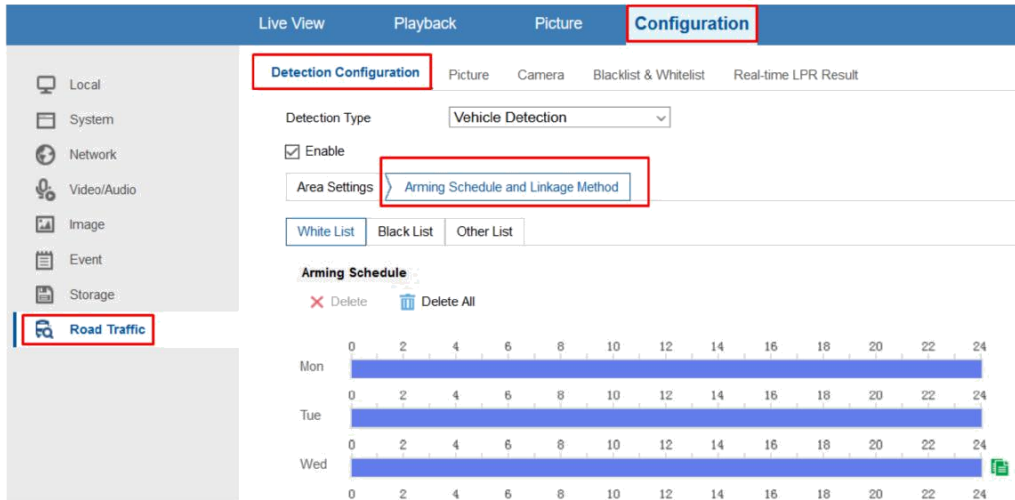 Live View Playback Picture Configuration
Detection Configuration Picture Camera Blacklist & Whitelist Real-time LPR Result
Local
System
Network
Video/Audio
Image
Event
Storage
Road Traffic
Detection Type Vehicle Detection
Enable
Area Settings Arming Schedule and Linkage Method
White List Black List Other List
Arming Schedule
Delete Delete All
0 2 4 6 8 10 12 14 16 18 20 22 24
Mon
0 2 4 6 8 10 12 14 16 18 20 22 24
Tue
0 2 4 6 8 10 12 14 16 18 20 22 24
Wed
0 2 4 6 8 10 12 14 16 18 20 22 24